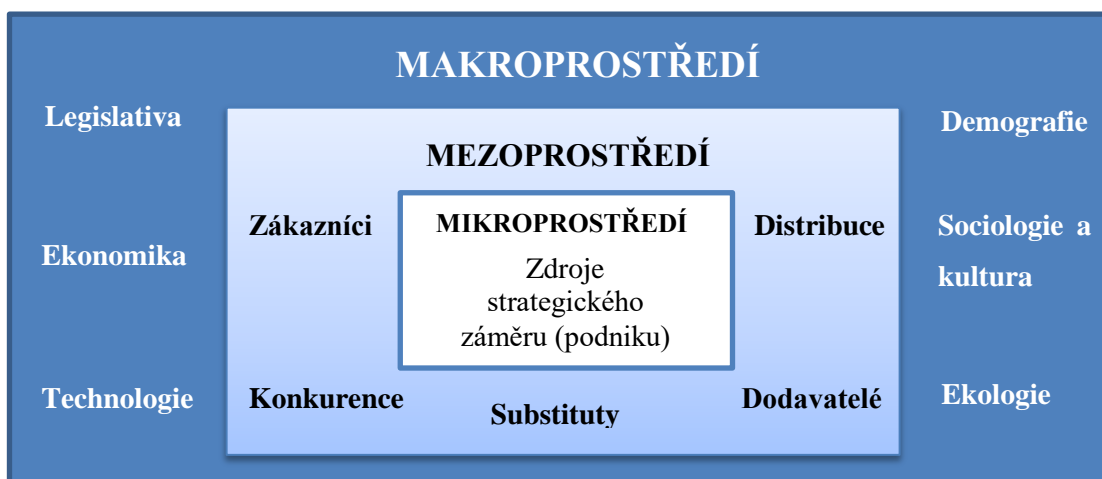 MAKROPROSTŘEDÍ
Legislativa
Demografie
MEZOPROSTŘEDÍ
Zákazníci
MIKROPROSTŘEDÍ
Distribuce
Sociologie a
kultura
Ekonomika
Zdroje
strategického
záměru (podniku)
Technologie
Konkurence
Substituty
Dodavatelé
Ekologie